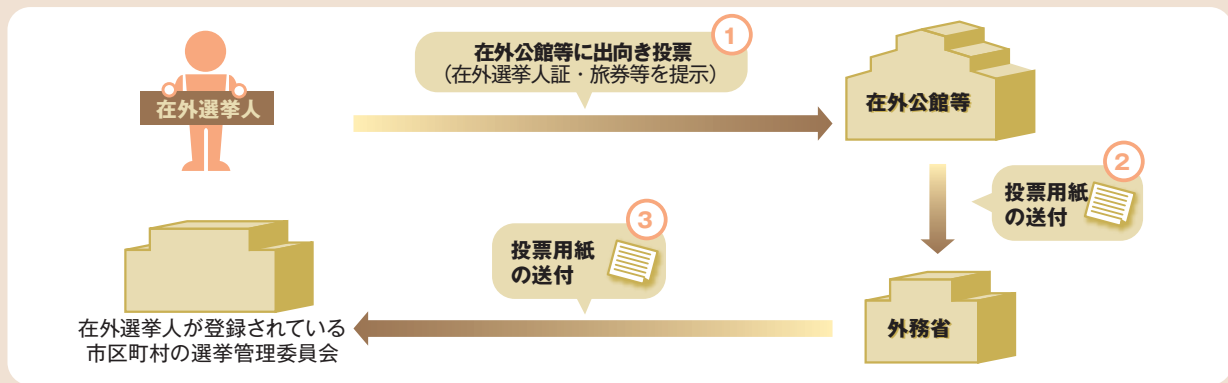 在外選挙人
①
在外公館等に出向き投票
（在外選挙人証・旅券等を提示）
在外公館等
②
投票用紙
の送付
外務省
③
投票用紙
の送付
在外選挙人が登録されている
市区町村の選挙管理委員会